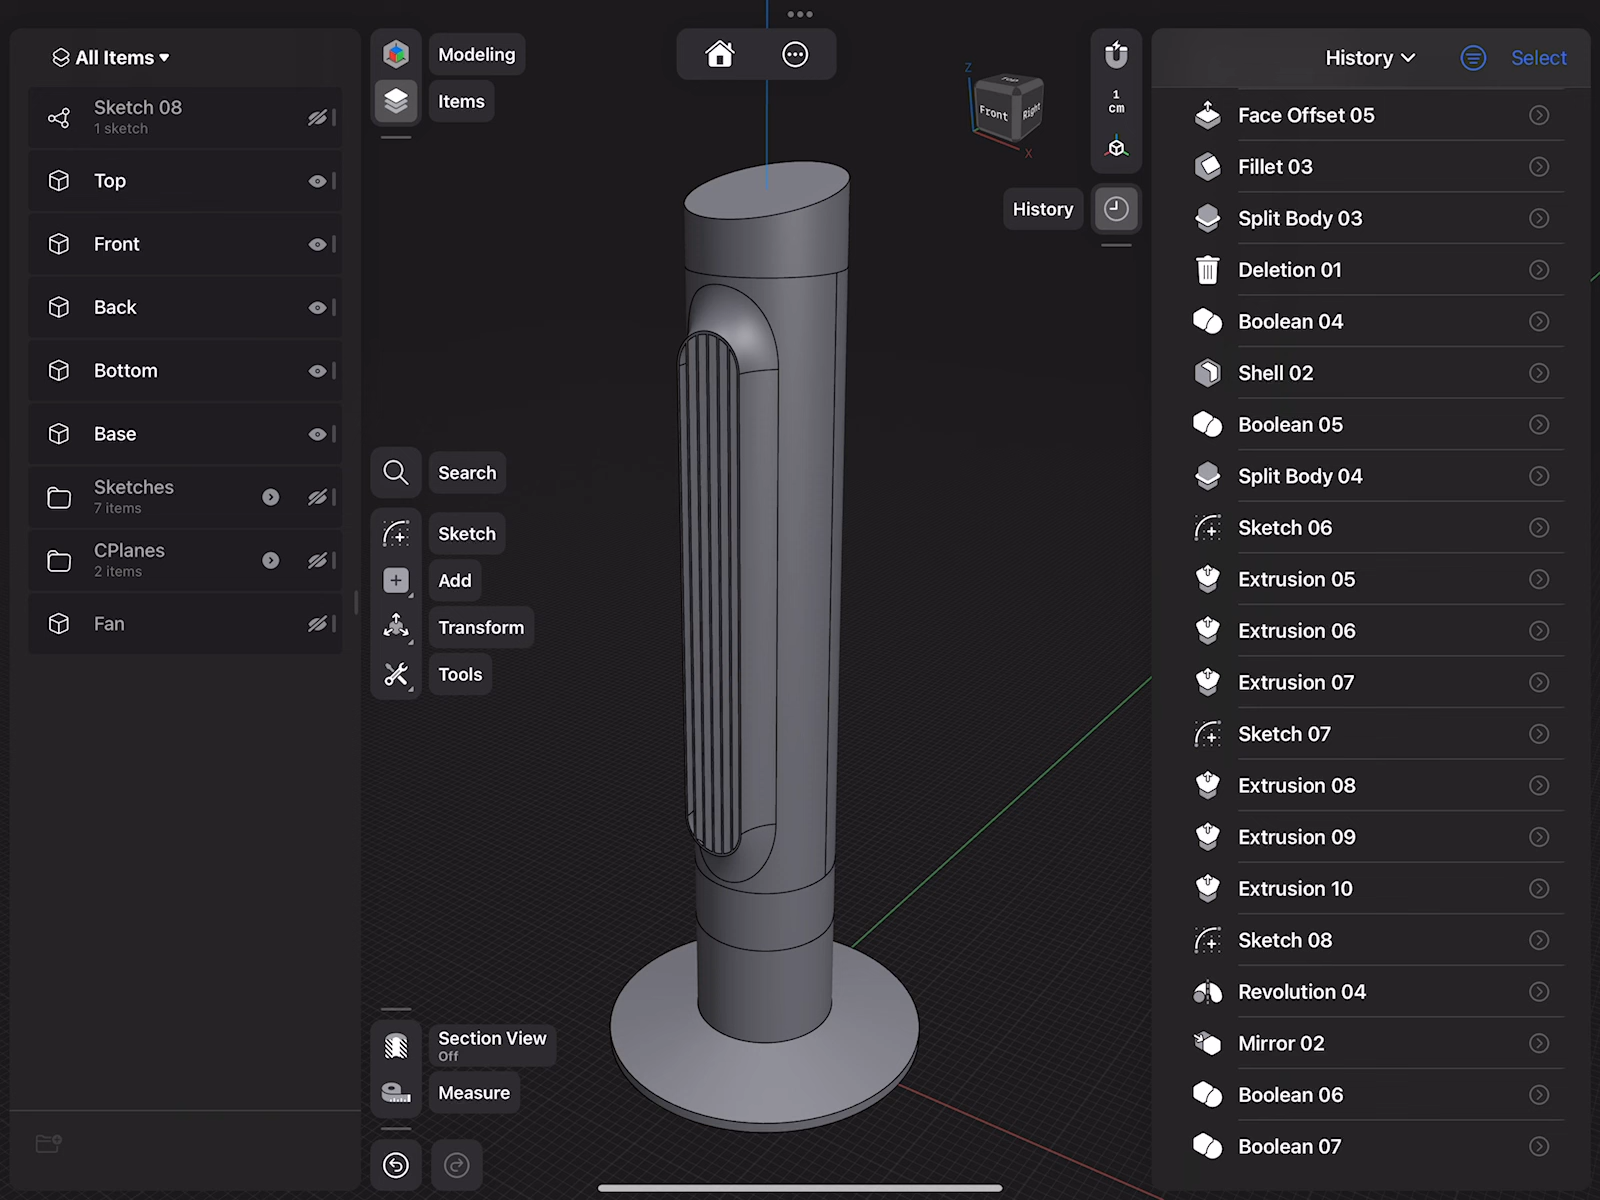 All Items
Sketch 08
1 sketch
Top
Front
Back
Bottom
Base
Sketches
7 items
CPlanes
2 items
Fan
Modeling
Items
Search
Sketch
Add
Transform
Tools
Section View
Off
Measure
Z
Top
Front
Right
X
1
cm
History
History
Select
Face Offset 05
Fillet 03
Split Body 03
Deletion 01
Boolean 04
Shell 02
Boolean 05
Split Body 04
Sketch 06
Extrusion 05
Extrusion 06
Extrusion 07
Sketch 07
Extrusion 08
Extrusion 09
Extrusion 10
Sketch 08
Revolution 04
Mirror 02
Boolean 06
Boolean 07